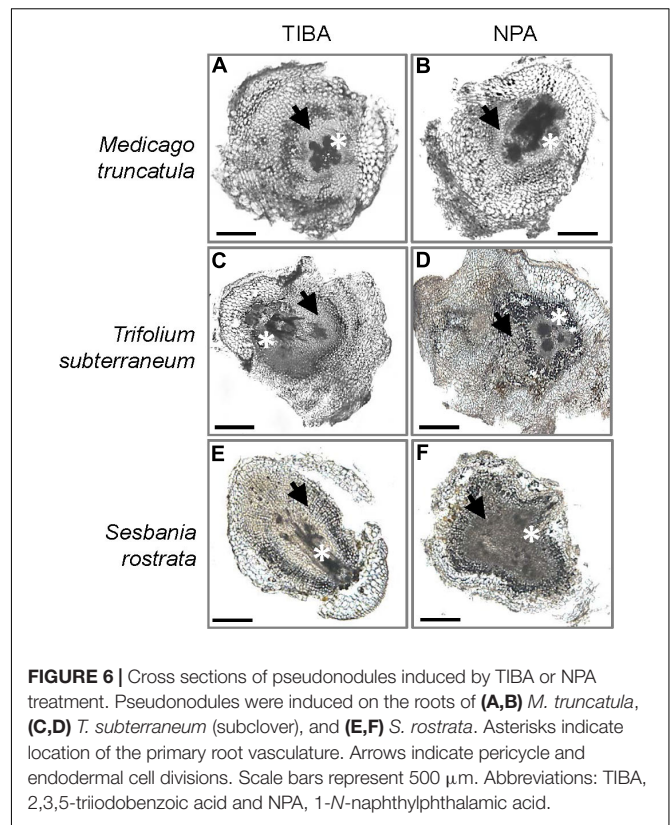 TIBA NPA
A B
Medicago
truncatula
C D
Trifolium
subterraneum
E F
Sesbania
rostrata
FIGURE 6 | Cross sections of pseudonodules induced by TIBA or NPA
treatment. Pseudonodules were induced on the roots of (A,B) M. truncatula,
(C,D) T. subterraneum (subclover), and (E,F) S. rostrata. Asterisks indicate
location of the primary root vasculature. Arrows indicate pericycle and
endodermal cell divisions. Scale bars represent 500 μm. Abbreviations: TIBA,
2,3,5-triiodobenzoic acid and NPA, 1-N-naphthylphthalamic acid.